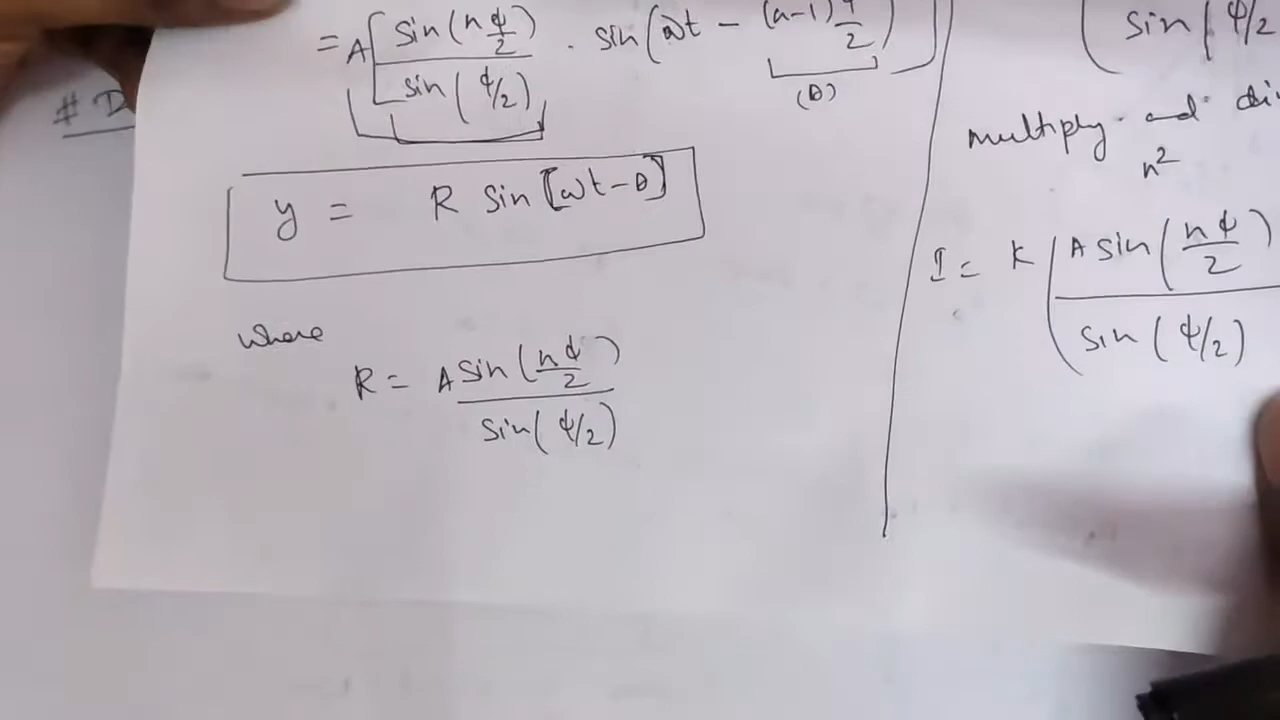 = A[ sin(nϕ/2) / sin(ϕ/2) . sin(ωt - (n-1)ϕ/2) ]
(θ)
# D
y = R sin[ωt-θ]
where
R = A sin(nϕ/2) / sin(ϕ/2)
sin(ϕ/2
multiply and di
n²
I = K ( A sin(nϕ/2) / sin(ϕ/2)